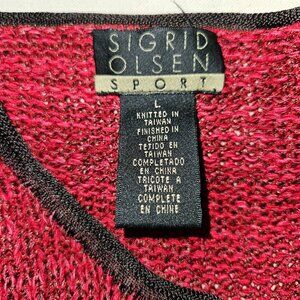 SIGRID
OLSEN
SPORT
L
KNITTED IN
TAIWAN
FINISHED IN
CHINA
TEJIDO EN
TAIWAN
COMPLETADO
EN CHINA
TRICOTE A
TAIWAN
COMPLETE
EN CHINE